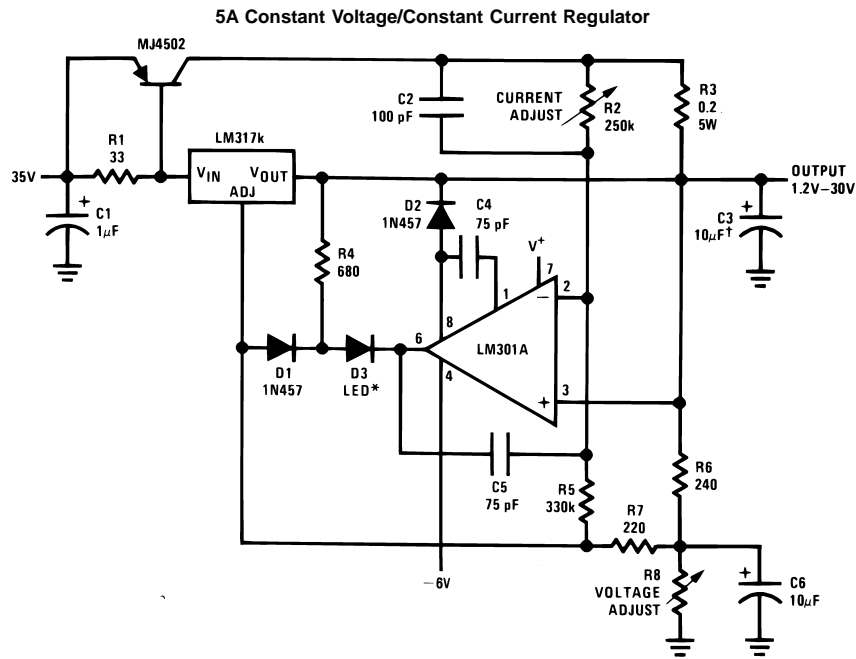 5A Constant Voltage/Constant Current Regulator
MJ4502
C2
100 pF
CURRENT
ADJUST
R2
250k
R3
0.2
5W
R1
33
LM317k
35V
VIN
VOUT
ADJ
OUTPUT
1.2V–30V
C1
1μF
+
R4
680
D2
1N457
C4
75 pF
V+
7
1
8
2
−
+
C3
10μF†
6
LM301A
4
3
+
D1
1N457
D3
LED*
C5
75 pF
R5
330k
R6
240
R7
220
−6V
R8
VOLTAGE
ADJUST
+
C6
10μF